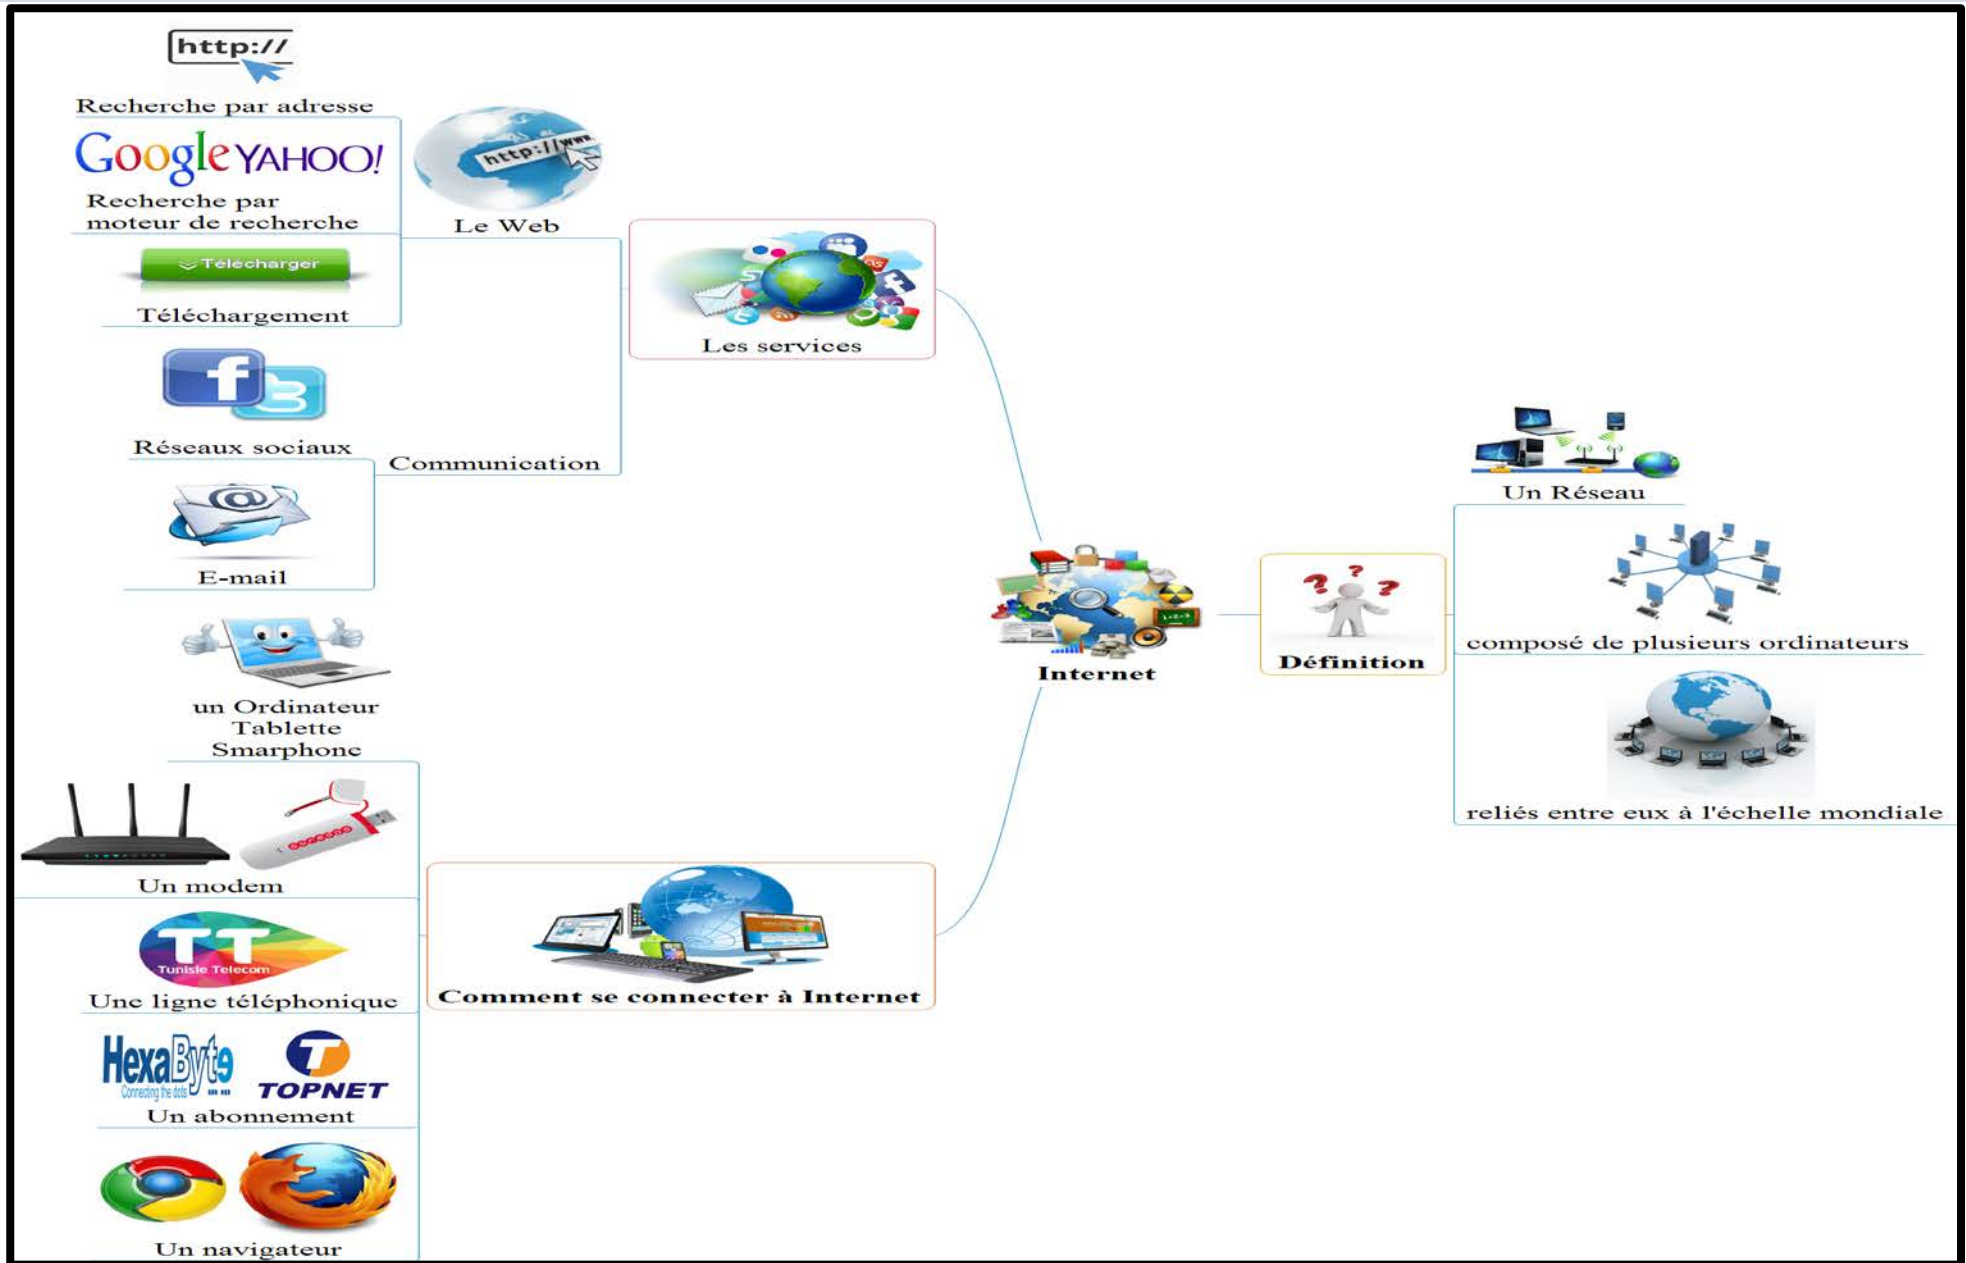 http://
Recherche par adresse
Google YAHOO!
Recherche par
moteur de recherche
Télécharger
Téléchargement
http://www.
Le Web
Les services
f
Réseaux sociaux
Communication
@
E-mail
un Ordinateur
Tablette
Smarphone
Un modem
ooredoo
TT
Tunisie Telecom
Une ligne téléphonique
HexaByte
Connecting the dots
T
TOPNET
Un abonnement
Un navigateur
Comment se connecter à Internet
Internet
? ? ?
Définition
Un Réseau
composé de plusieurs ordinateurs
reliés entre eux à l'échelle mondiale